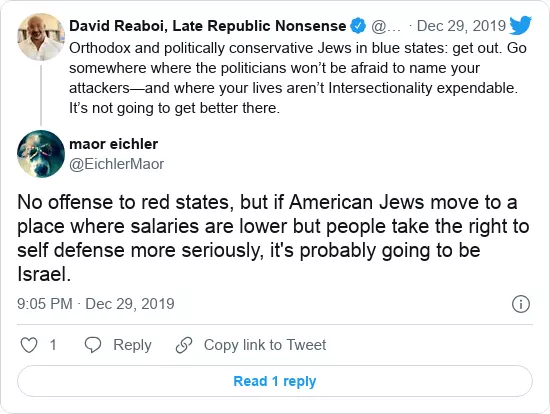 David Reaboi, Late Republic Nonsense @… · Dec 29, 2019
Orthodox and politically conservative Jews in blue states: get out. Go
somewhere where the politicians won’t be afraid to name your
attackers—and where your lives aren’t Intersectionality expendable.
It’s not going to get better there.
maor eichler
@EichlerMaor
No offense to red states, but if American Jews move to a
place where salaries are lower but people take the right to
self defense more seriously, it's probably going to be
Israel.
9:05 PM · Dec 29, 2019
1 Reply Copy link to Tweet
Read 1 reply